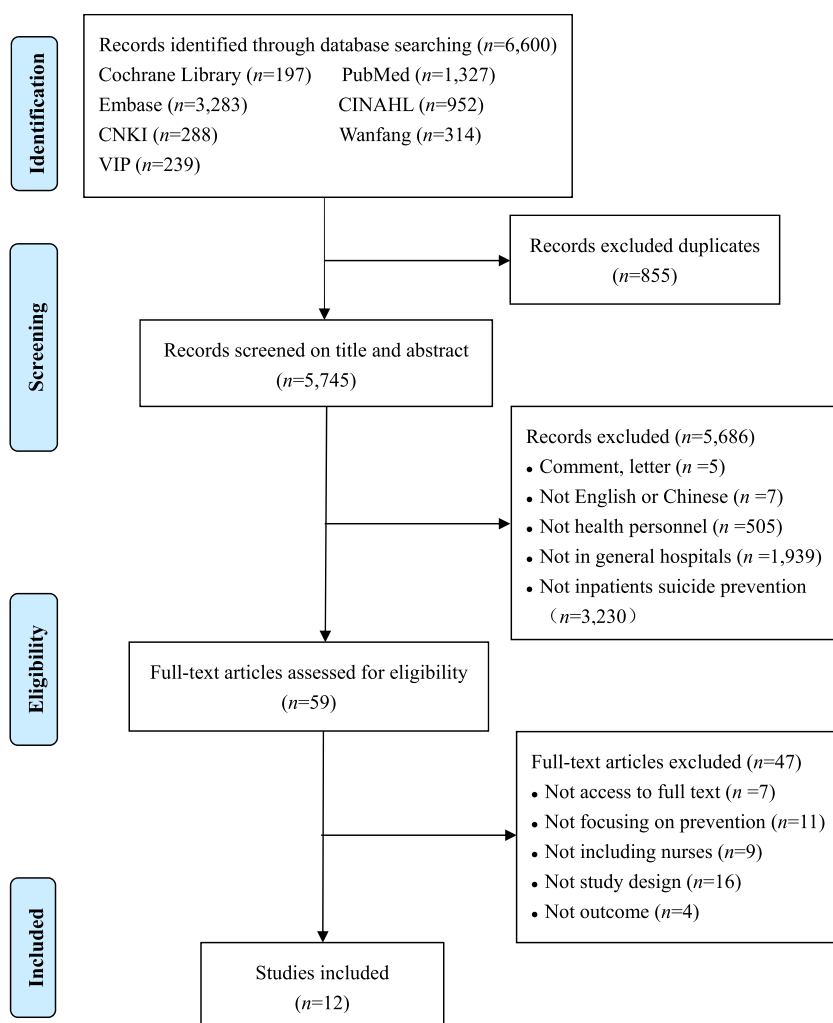 Identification
Records identified through database searching (n=6,600)
Cochrane Library (n=197) PubMed (n=1,327)
Embase (n=3,283) CINAHL (n=952)
CNKI (n=288) Wanfang (n=314)
VIP (n=239)
Records excluded duplicates
(n=855)
Screening
Records screened on title and abstract
(n=5,745)
Records excluded (n=5,686)
• Comment, letter (n =5)
• Not English or Chinese (n =7)
• Not health personnel (n =505)
• Not in general hospitals (n =1,939)
• Not inpatients suicide prevention
（n=3,230）
Eligibility
Full-text articles assessed for eligibility
(n=59)
Full-text articles excluded (n=47)
• Not access to full text (n =7)
• Not focusing on prevention (n=11)
• Not including nurses (n=9)
• Not study design (n=16)
• Not outcome (n=4)
Included
Studies included
(n=12)